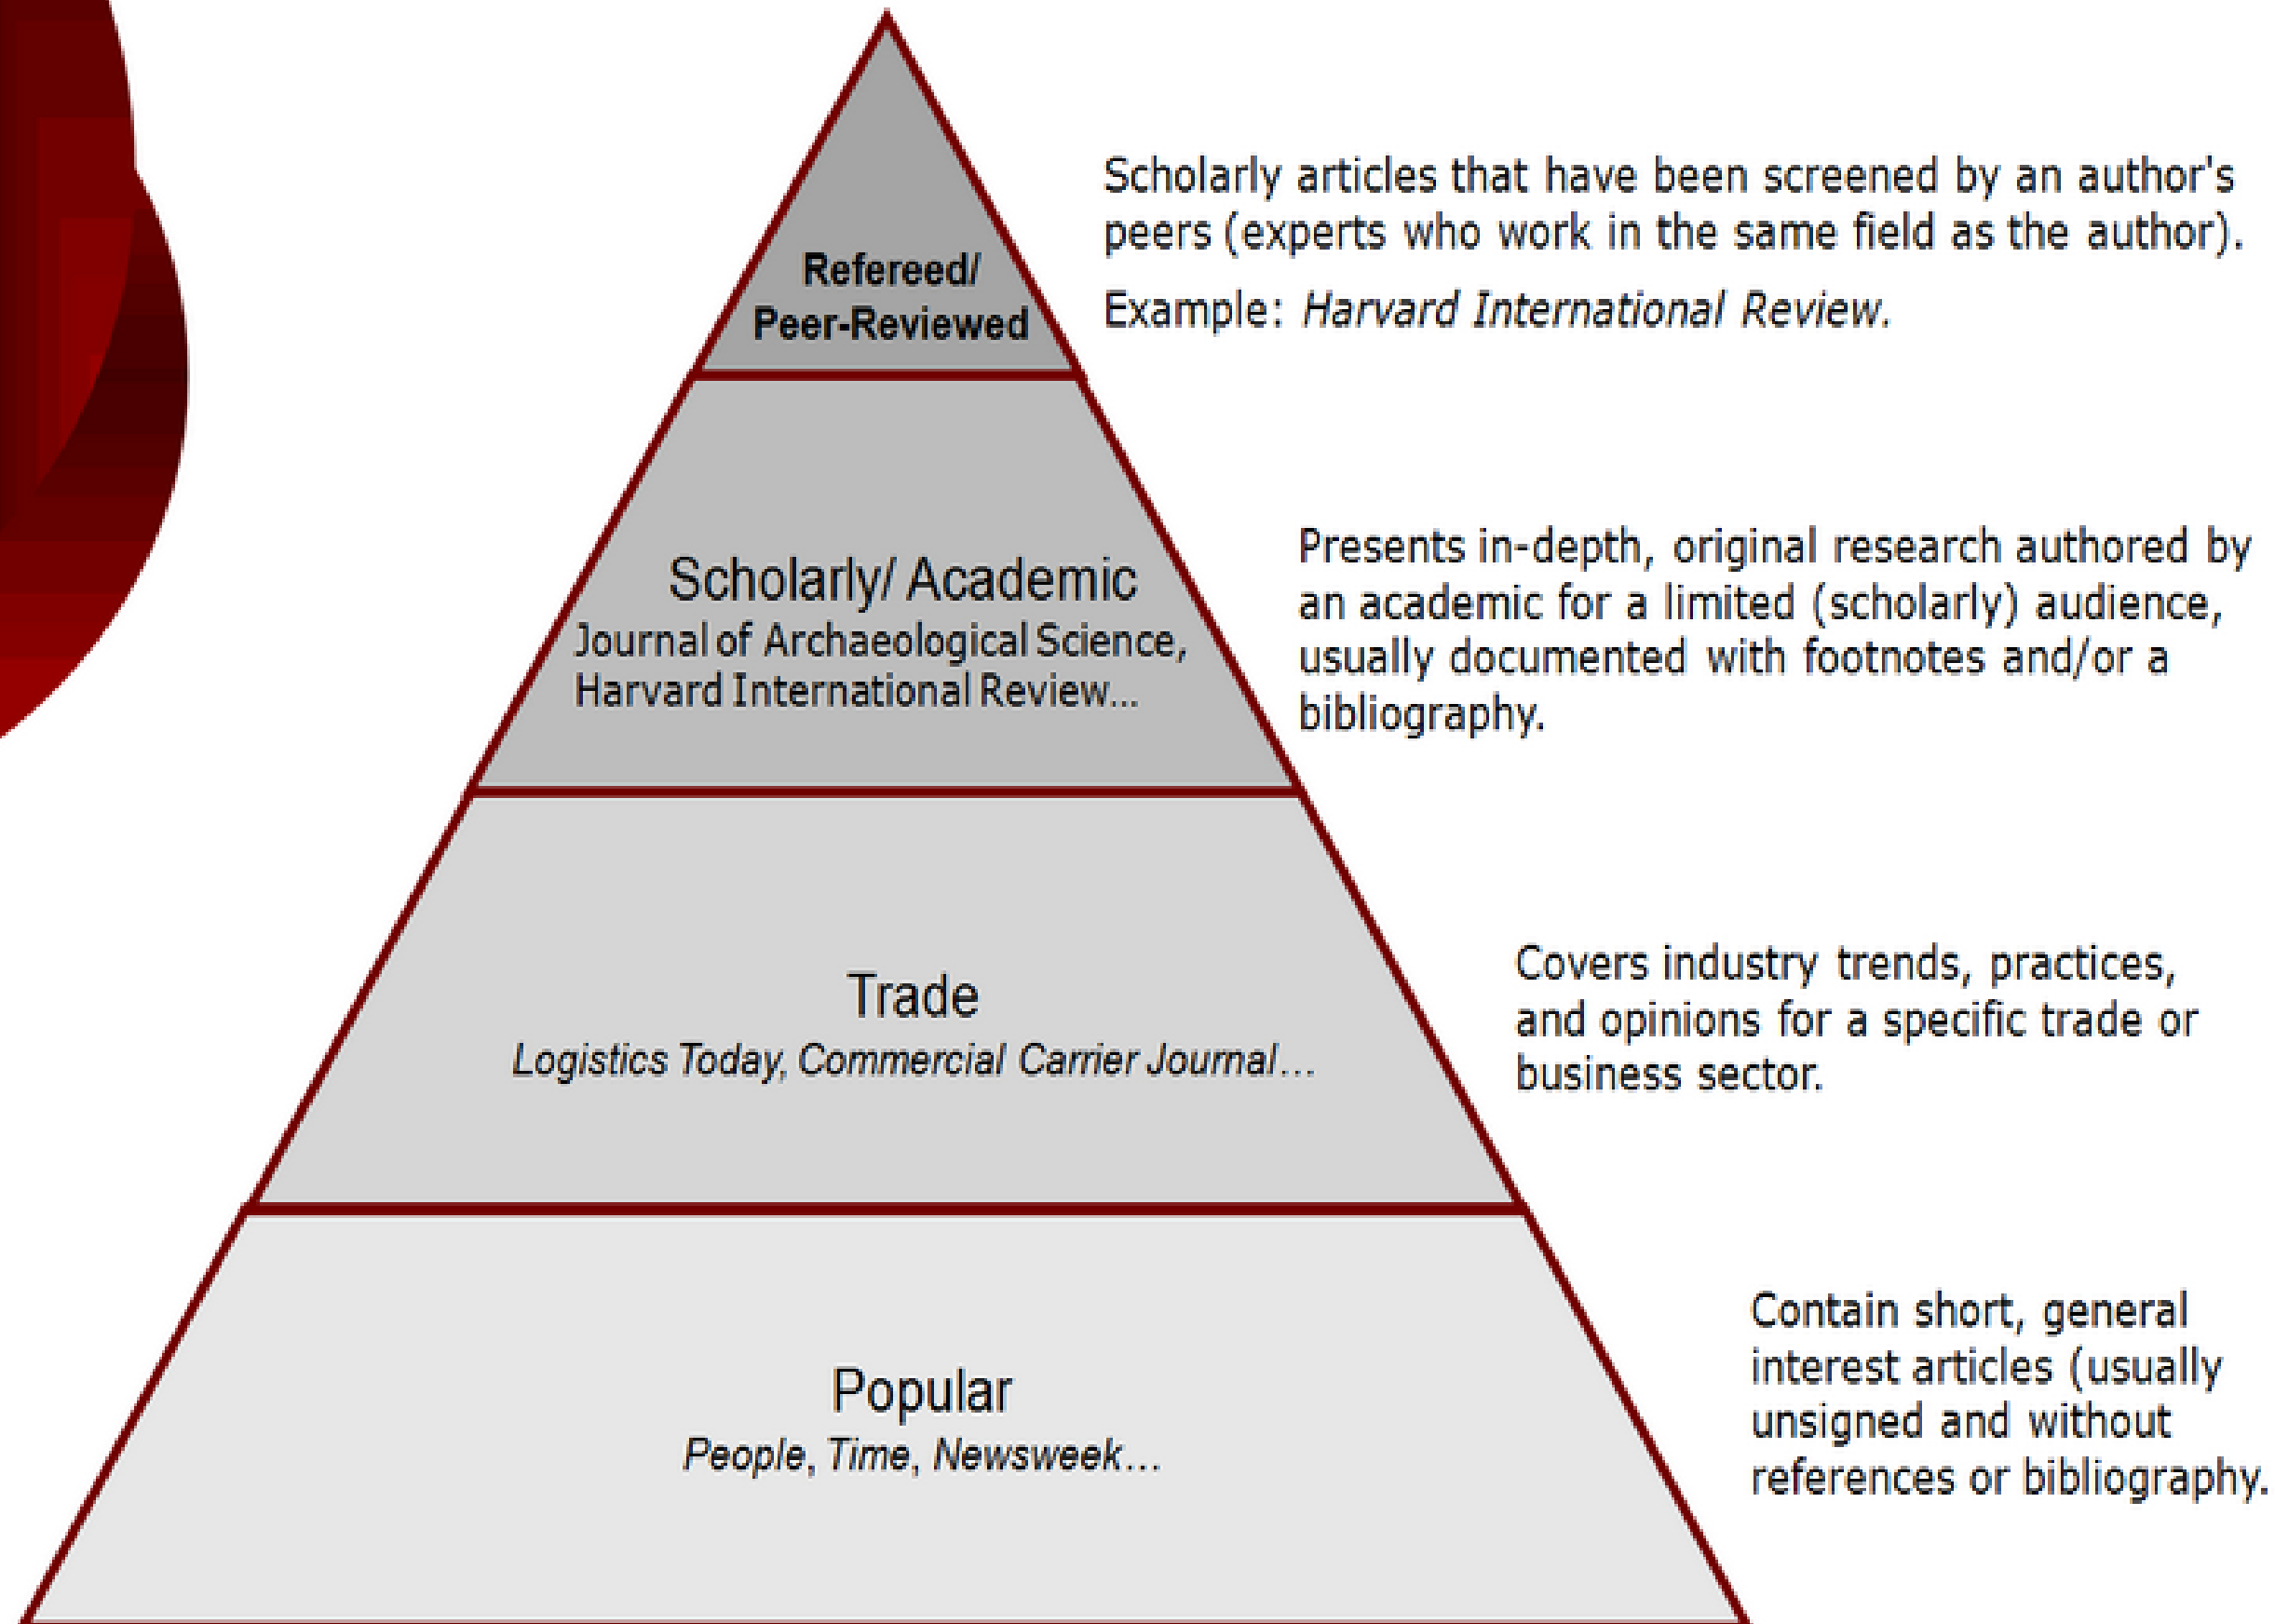 Refereed/
Peer-Reviewed
Scholarly articles that have been screened by an author's
peers (experts who work in the same field as the author).
Example: Harvard International Review.
Scholarly/ Academic
Journal of Archaeological Science,
Harvard International Review...
Presents in-depth, original research authored by
an academic for a limited (scholarly) audience,
usually documented with footnotes and/or a
bibliography.
Trade
Logistics Today, Commercial Carrier Journal...
Covers industry trends, practices,
and opinions for a specific trade or
business sector.
Popular
People, Time, Newsweek...
Contain short, general
interest articles (usually
unsigned and without
references or bibliography.